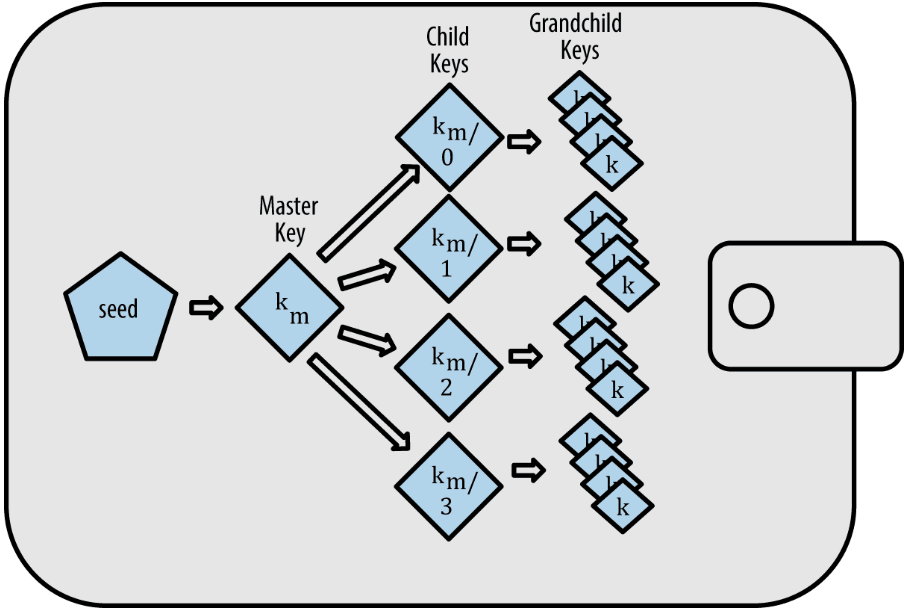 Child
Keys
Grandchild
Keys
Master
Key
seed
km
km/
0
km/
1
km/
2
km/
3
k
k
k
k